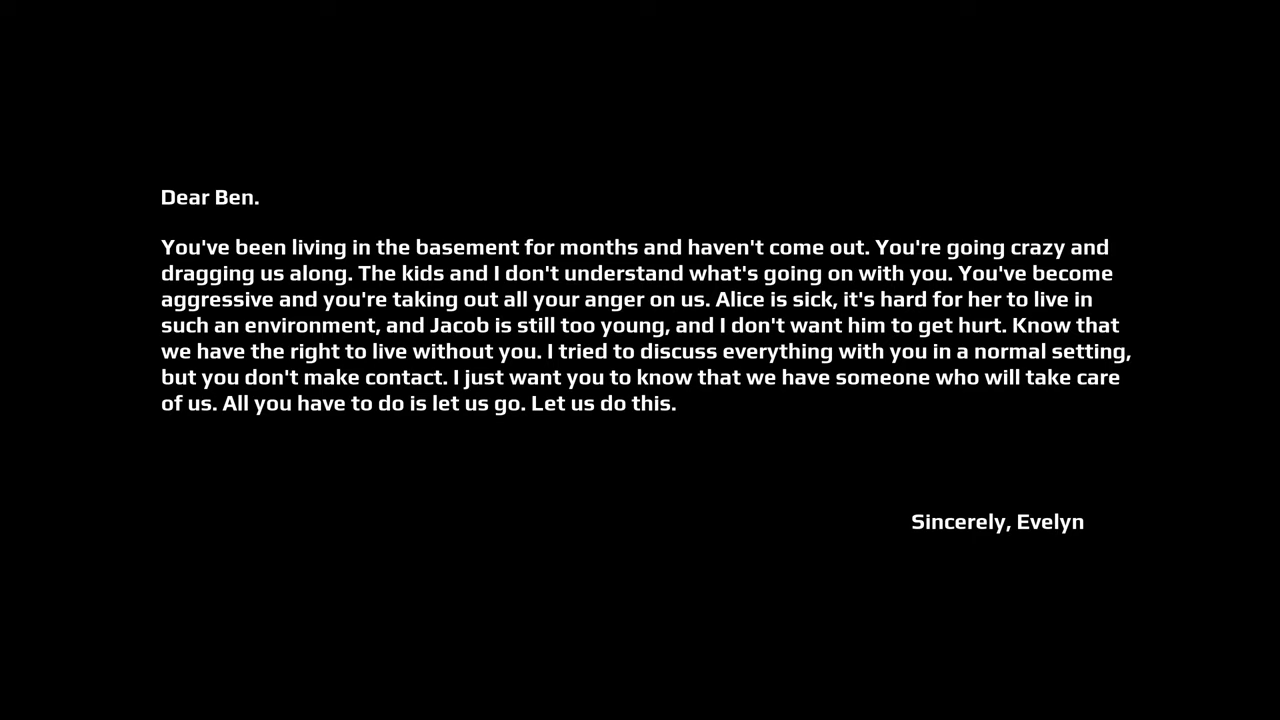 Dear Ben.
You've been living in the basement for months and haven't come out. You're going crazy and
dragging us along. The kids and I don't understand what's going on with you. You've become
aggressive and you're taking out all your anger on us. Alice is sick, it's hard for her to live in
such an environment, and Jacob is still too young, and I don't want him to get hurt. Know that
we have the right to live without you. I tried to discuss everything with you in a normal setting,
but you don't make contact. I just want you to know that we have someone who will take care
of us. All you have to do is let us go. Let us do this.
Sincerely, Evelyn